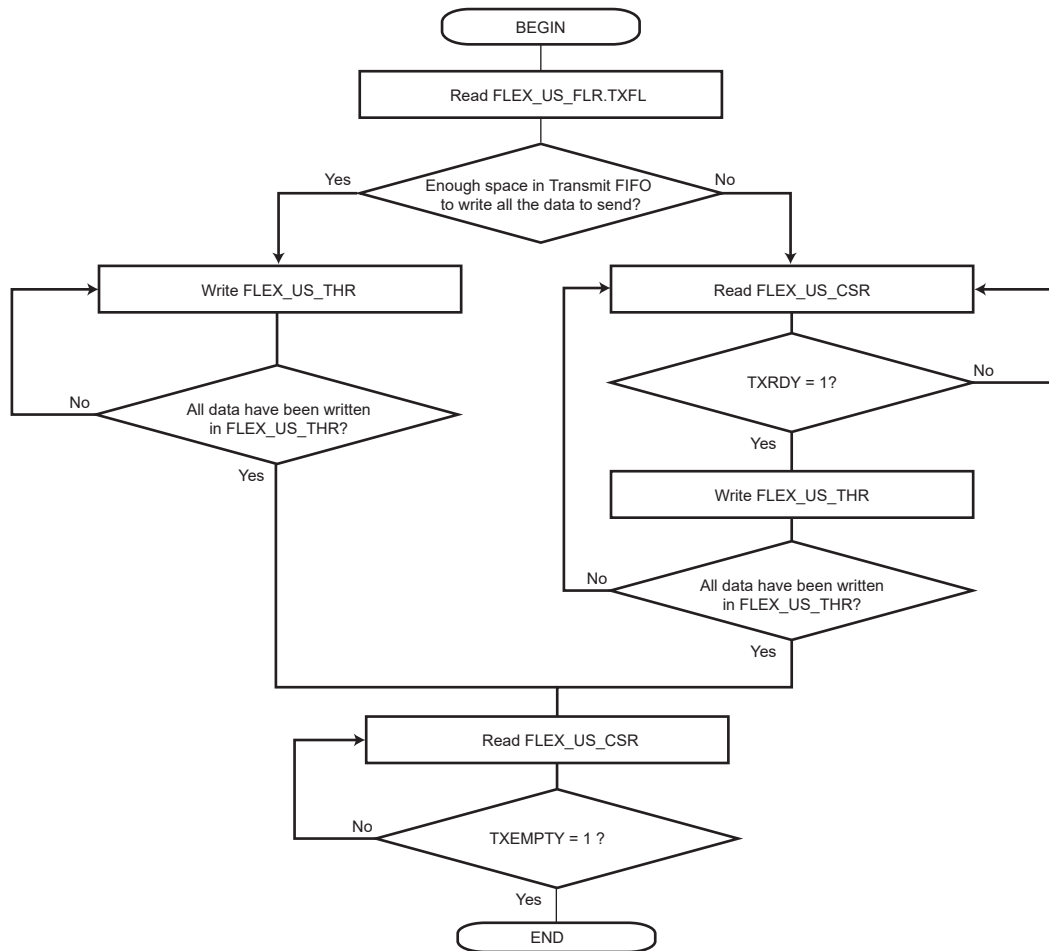 BEGIN
Read FLEX_US_FLR.TXFL
Yes
Enough space in Transmit FIFO
to write all the data to send?
No
Write FLEX_US_THR
Read FLEX_US_CSR
No
All data have been written
in FLEX_US_THR?
Yes
TXRDY = 1?
No
Yes
Write FLEX_US_THR
No
All data have been written
in FLEX_US_THR?
Yes
Read FLEX_US_CSR
No
TXEMPTY = 1 ?
Yes
END